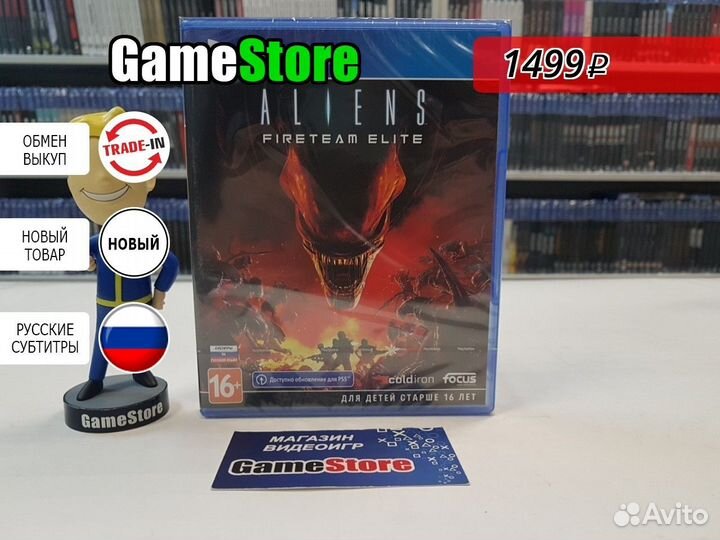 GameStore
1499 ₽
ALIENS
FIRETEAM ELITE
ОБМЕН
ВЫКУП
TRADE-IN
НОВЫЙ
ТОВАР
НОВЫЙ
РУССКИЕ
СУБТИТРЫ
GameStore
16+
Доступно обновление для PS5
coldiron
focus
ДЛЯ ДЕТЕЙ СТАРШЕ 16 ЛЕТ
МАГАЗИН
ВИДЕОИГР
GameStore
Avito